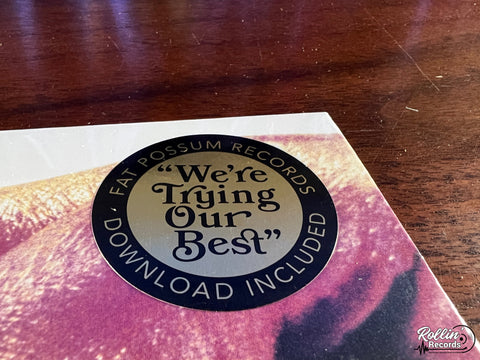 FAT POSSUM RECORDS
"We're
Trying
Our
Best"
· DOWNLOAD INCLUDED ·
Rollin'
Records